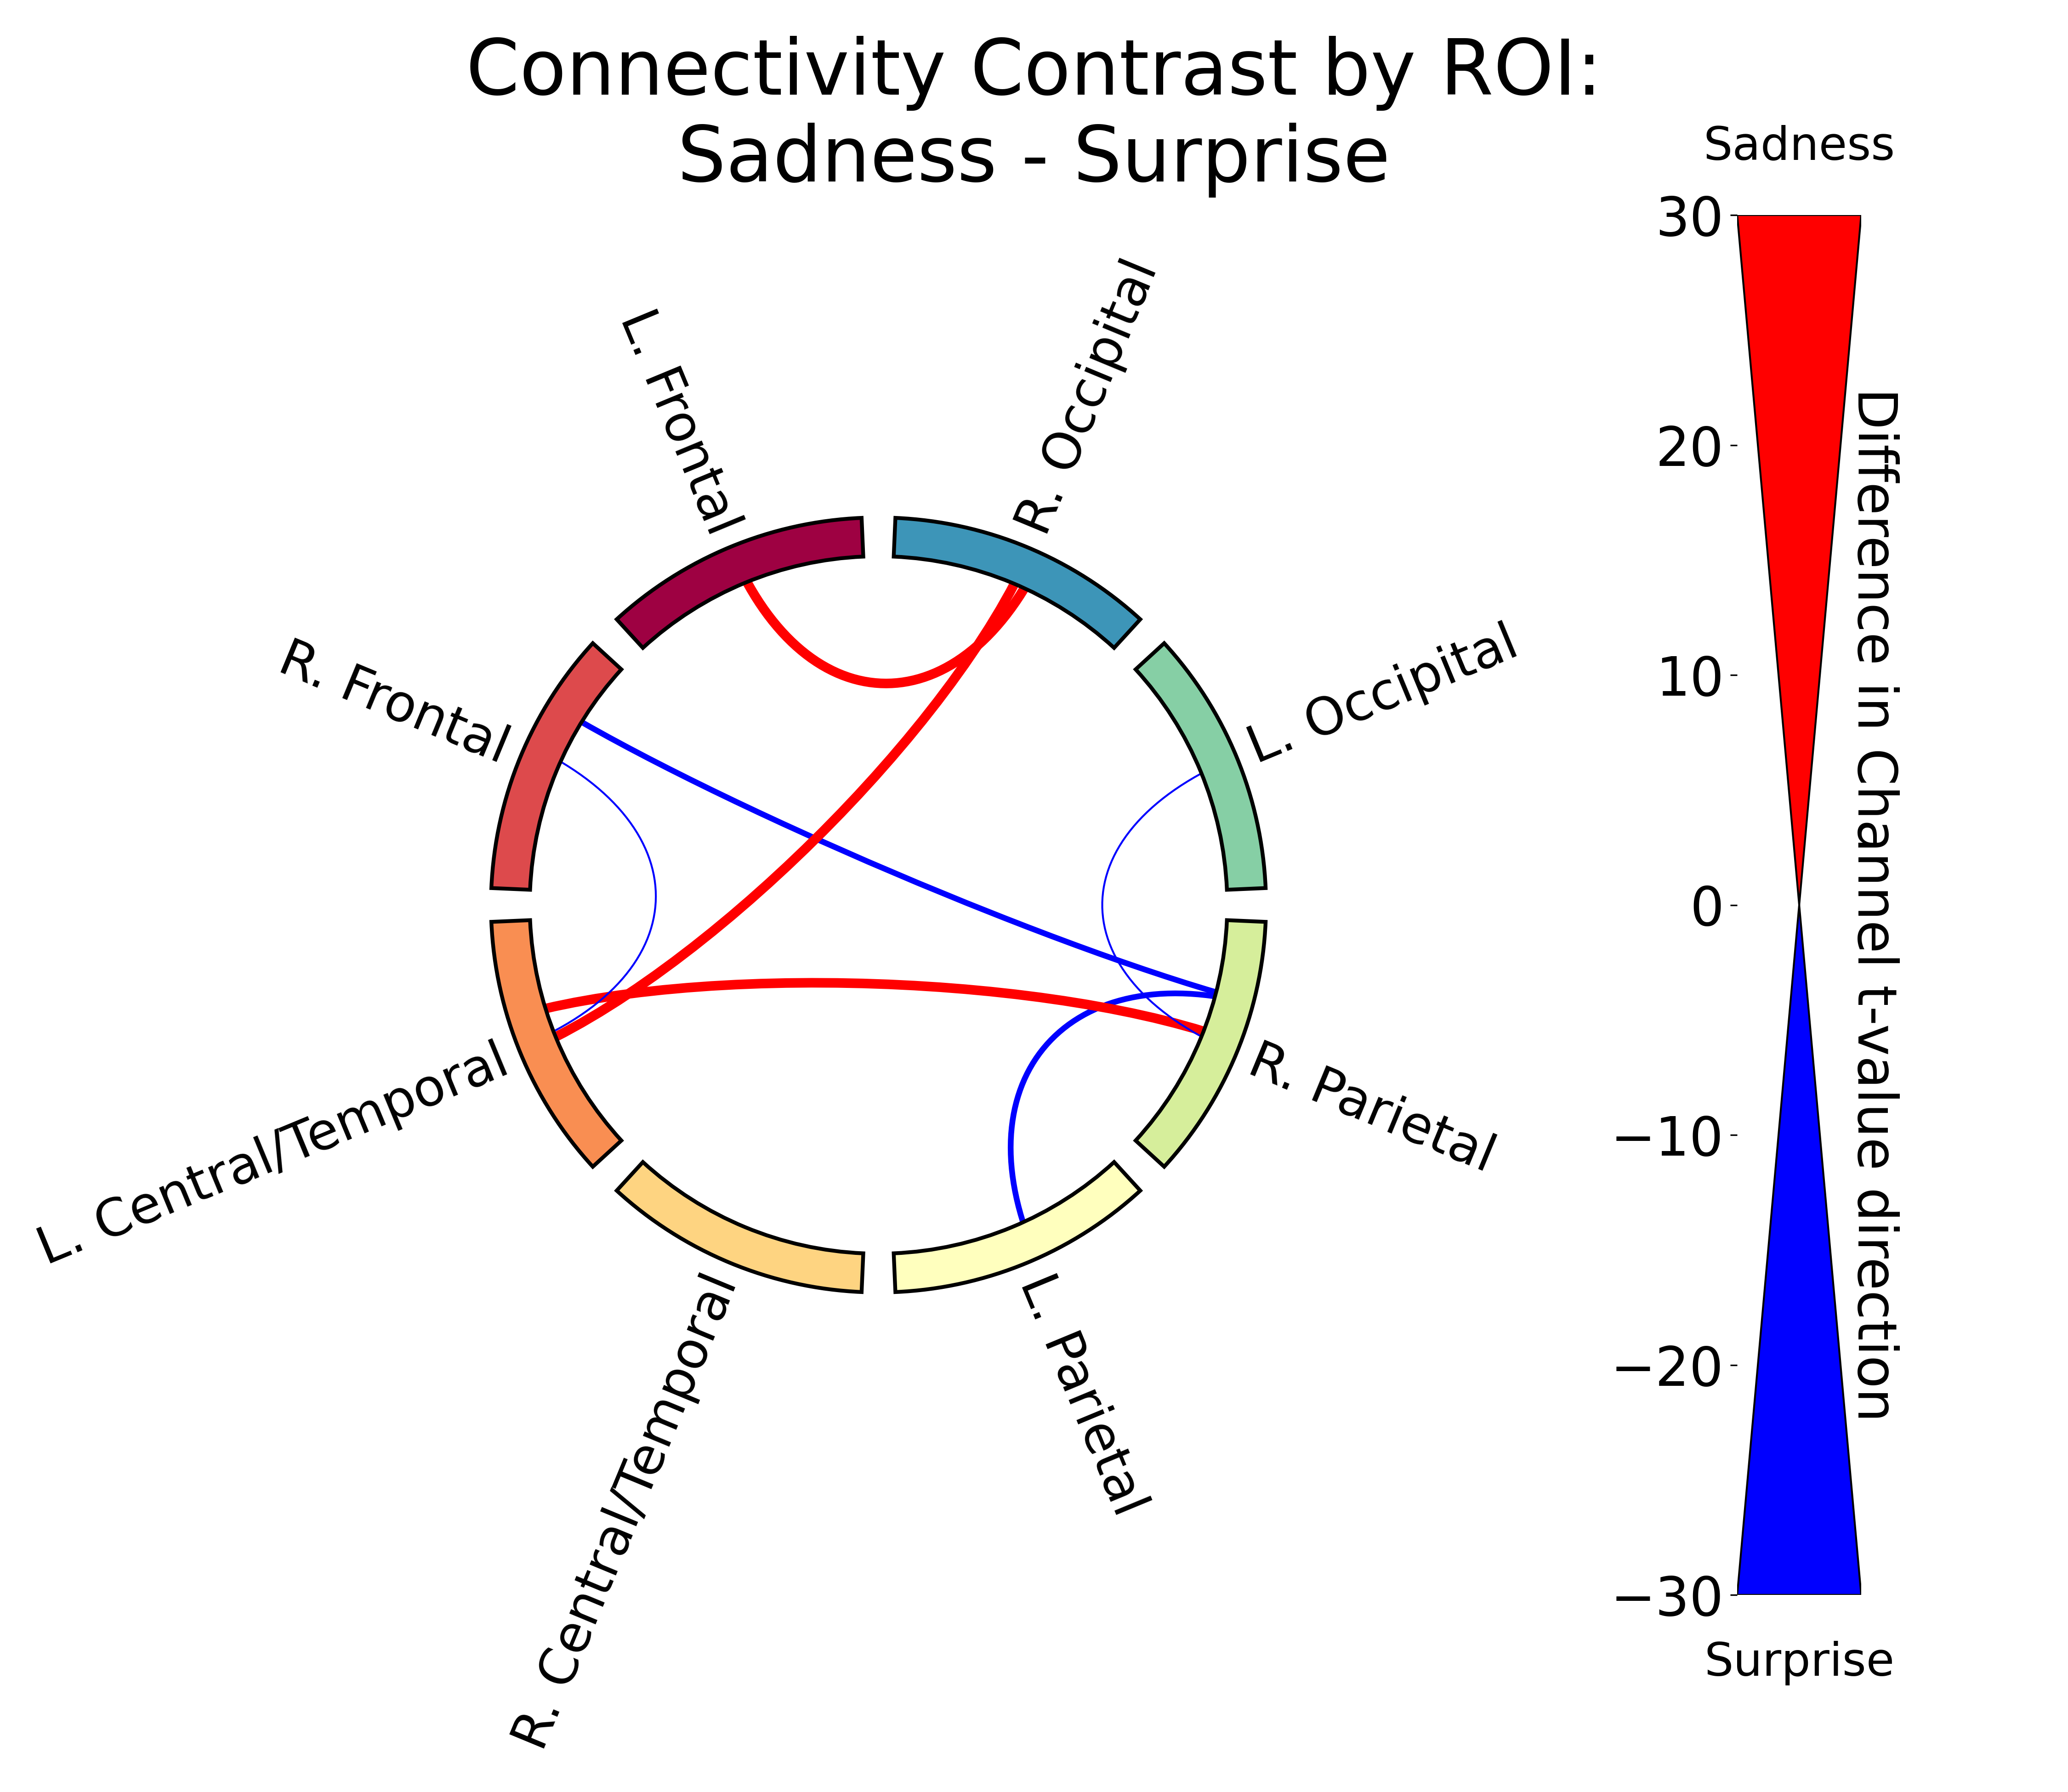 Connectivity Contrast by ROI:
Sadness - Surprise
Sadness
30
20
10
0
−10
−20
−30
Surprise
Difference in Channel t-value direction
L. Frontal
R. Occipital
R. Frontal
L. Occipital
L. Central/Temporal
R. Parietal
R. Central/Temporal
L. Parietal